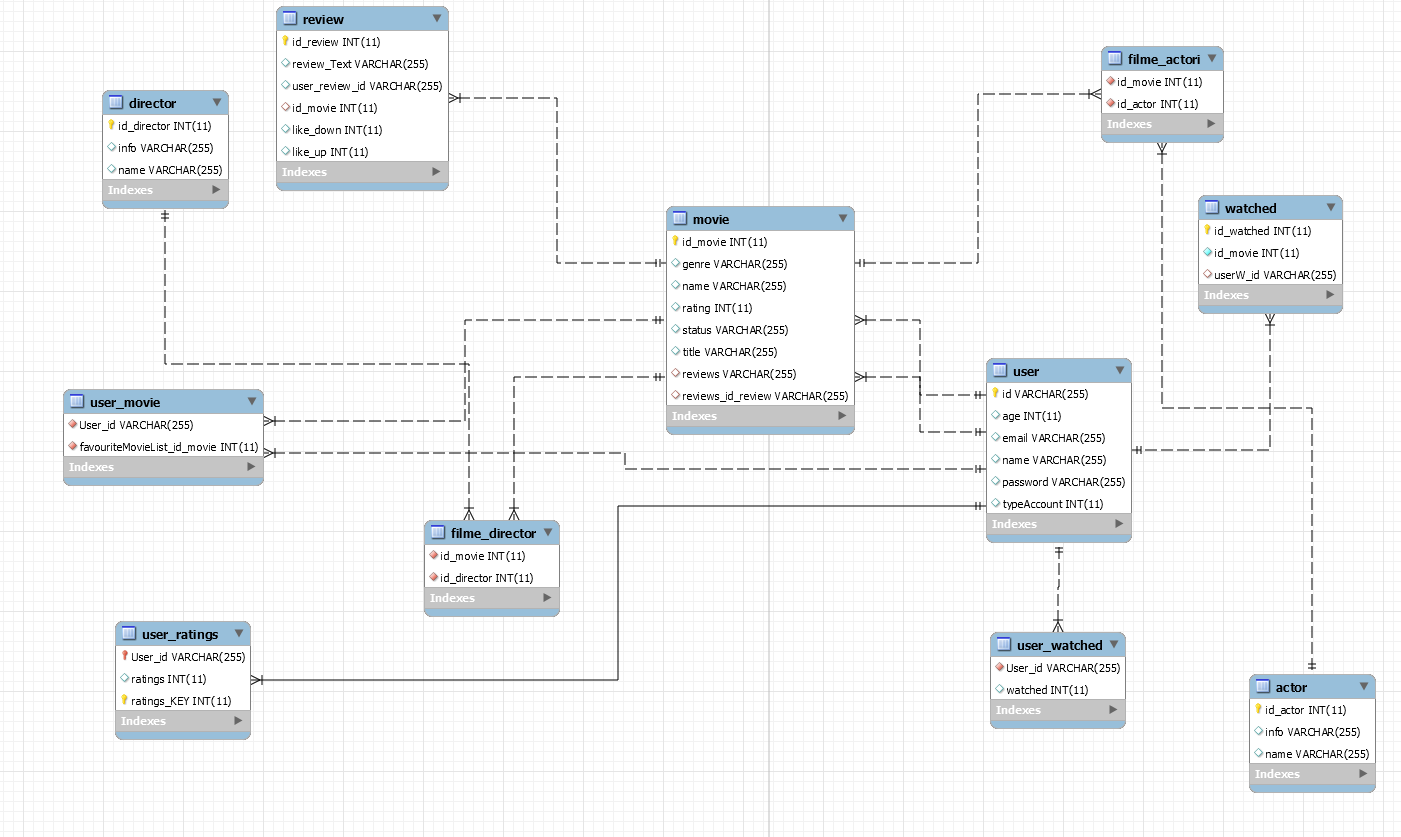 review
id_review INT(11)
review_Text VARCHAR(255)
user_review_id VARCHAR(255)
id_movie INT(11)
like_down INT(11)
like_up INT(11)
Indexes
director
id_director INT(11)
info VARCHAR(255)
name VARCHAR(255)
Indexes
filme_actori
id_movie INT(11)
id_actor INT(11)
Indexes
movie
id_movie INT(11)
genre VARCHAR(255)
name VARCHAR(255)
rating INT(11)
status VARCHAR(255)
title VARCHAR(255)
reviews VARCHAR(255)
reviews_id_review VARCHAR(255)
Indexes
watched
id_watched INT(11)
id_movie INT(11)
userW_id VARCHAR(255)
Indexes
user_movie
User_id VARCHAR(255)
favouriteMovieList_id_movie INT(11)
Indexes
user
id VARCHAR(255)
age INT(11)
email VARCHAR(255)
name VARCHAR(255)
password VARCHAR(255)
typeAccount INT(11)
Indexes
filme_director
id_movie INT(11)
id_director INT(11)
Indexes
user_ratings
User_id VARCHAR(255)
ratings INT(11)
ratings_KEY INT(11)
Indexes
user_watched
User_id VARCHAR(255)
watched INT(11)
Indexes
actor
id_actor INT(11)
info VARCHAR(255)
name VARCHAR(255)
Indexes